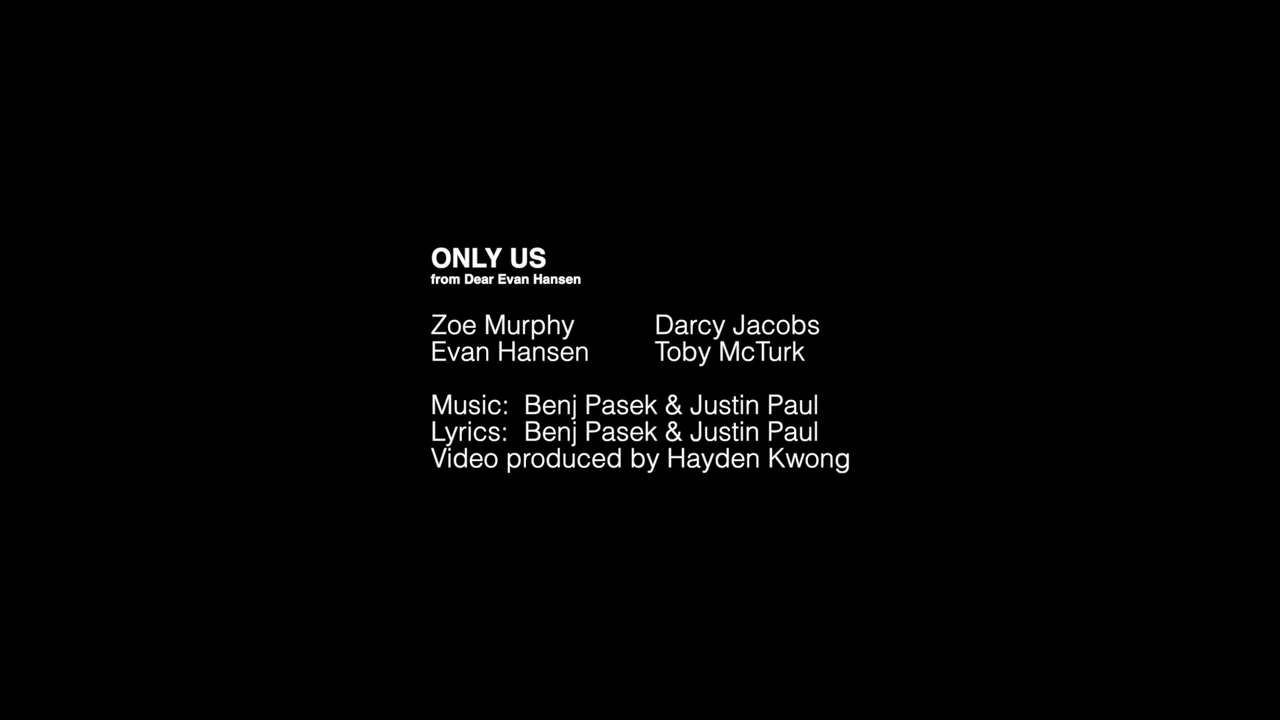 ONLY US
from Dear Evan Hansen
Zoe Murphy Darcy Jacobs
Evan Hansen Toby McTurk
Music: Benj Pasek & Justin Paul
Lyrics: Benj Pasek & Justin Paul
Video produced by Hayden Kwong